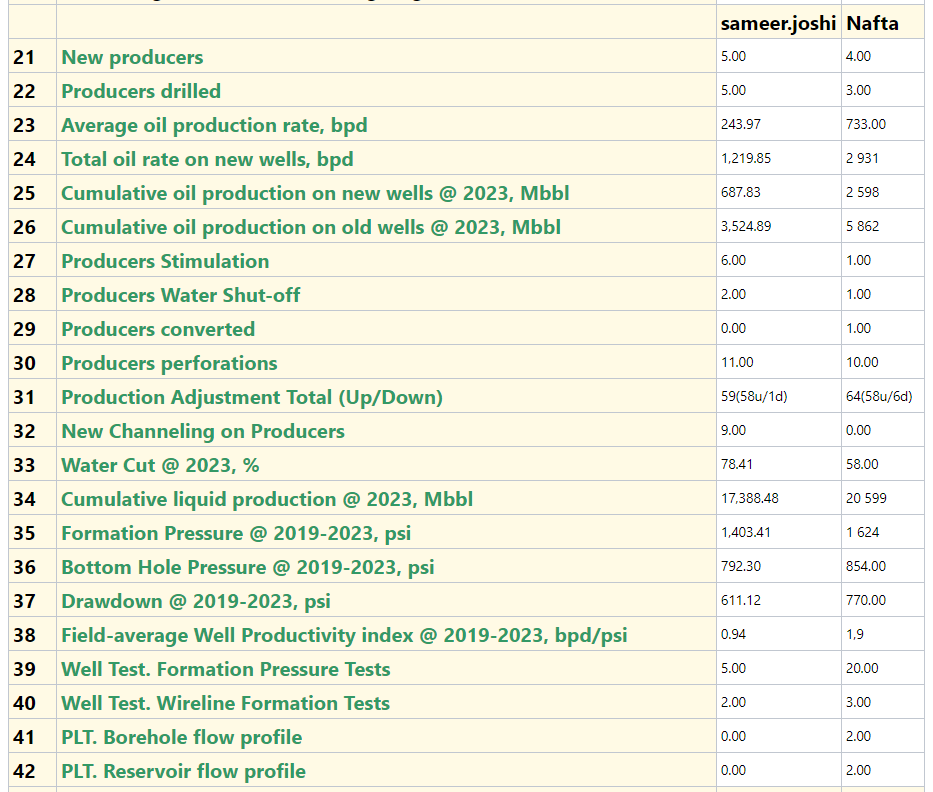 sameer.joshi Nafta
21 New producers 5.00 4.00
22 Producers drilled 5.00 3.00
23 Average oil production rate, bpd 243.97 733.00
24 Total oil rate on new wells, bpd 1,219.85 2 931
25 Cumulative oil production on new wells @ 2023, Mbbl 687.83 2 598
26 Cumulative oil production on old wells @ 2023, Mbbl 3,524.89 5 862
27 Producers Stimulation 6.00 1.00
28 Producers Water Shut-off 2.00 1.00
29 Producers converted 0.00 1.00
30 Producers perforations 11.00 10.00
31 Production Adjustment Total (Up/Down) 59(58u/1d) 64(58u/6d)
32 New Channeling on Producers 9.00 0.00
33 Water Cut @ 2023, % 78.41 58.00
34 Cumulative liquid production @ 2023, Mbbl 17,388.48 20 599
35 Formation Pressure @ 2019-2023, psi 1,403.41 1 624
36 Bottom Hole Pressure @ 2019-2023, psi 792.30 854.00
37 Drawdown @ 2019-2023, psi 611.12 770.00
38 Field-average Well Productivity index @ 2019-2023, bpd/psi 0.94 1,9
39 Well Test. Formation Pressure Tests 5.00 20.00
40 Well Test. Wireline Formation Tests 2.00 3.00
41 PLT. Borehole flow profile 0.00 2.00
42 PLT. Reservoir flow profile 0.00 2.00